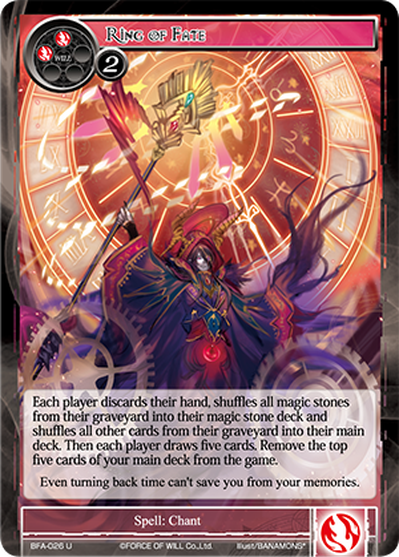 Ring of Fate
WILL
2
Each player discards their hand, shuffles all magic stones
from their graveyard into their magic stone deck and
shuffles all other cards from their graveyard into their main
deck. Then each player draws five cards. Remove the top
five cards of your main deck from the game.
Even turning back time can't save you from your memories.
Spell: Chant
BFA-026 U ©FORCE OF WILL Co.,Ltd. Illust/BANAMONS*